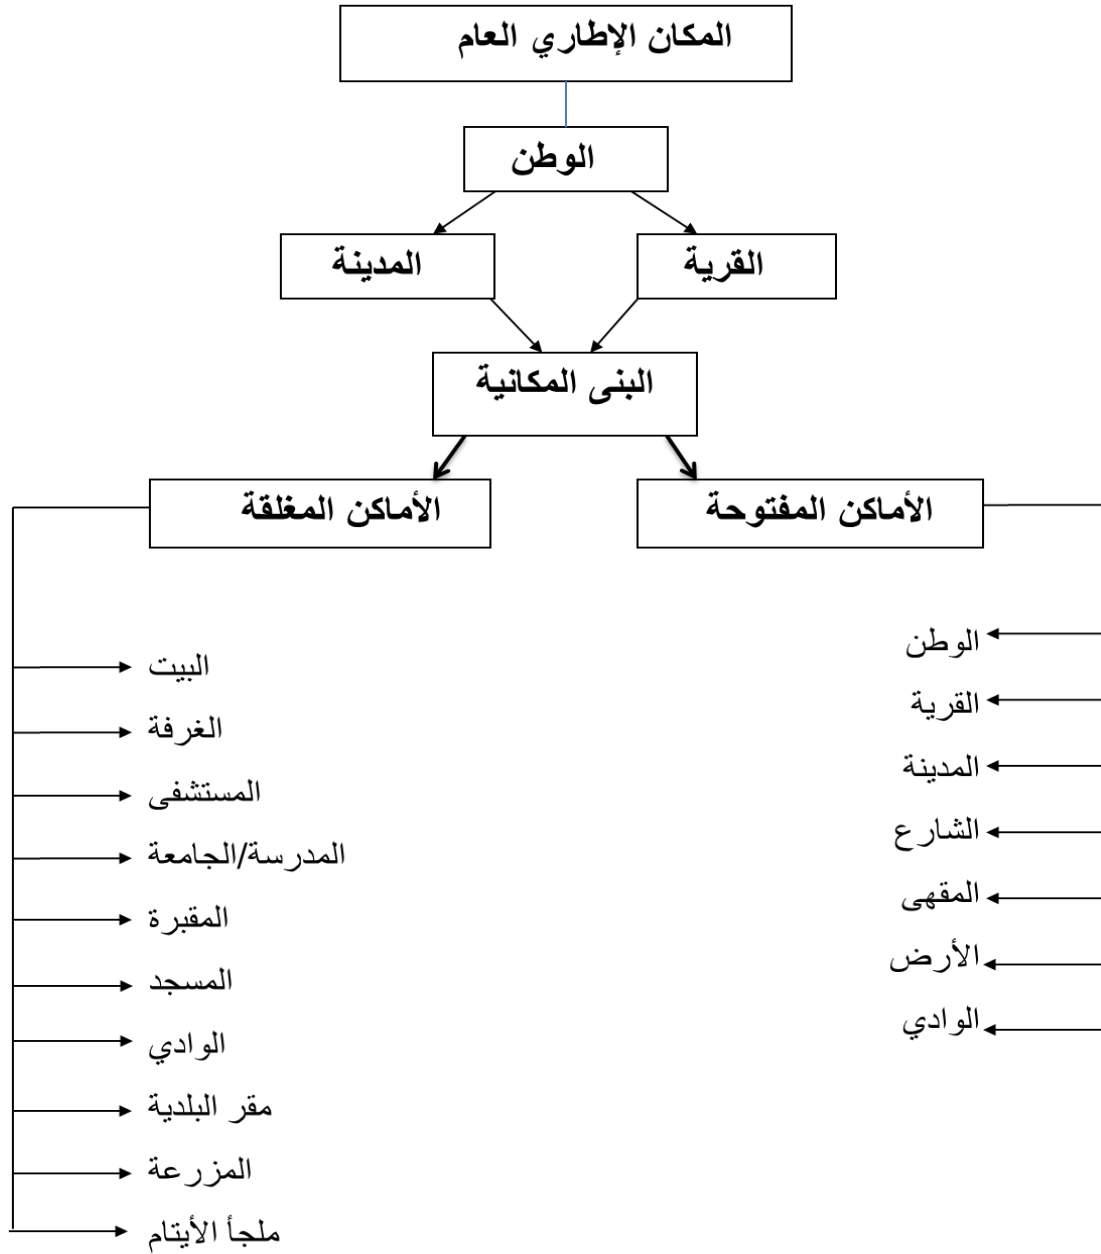 المكان الإطاري العام
الوطن
القرية
المدينة
البنى المكانية
الأماكن المفتوحة
الأماكن المغلقة
الوطن
القرية
المدينة
الشارع
المقهى
الأرض
الوادي
البيت
الغرفة
المستشفى
المدرسة/الجامعة
المقبرة
المسجد
الوادي
مقر البلدية
المزرعة
ملجأ الأيتام